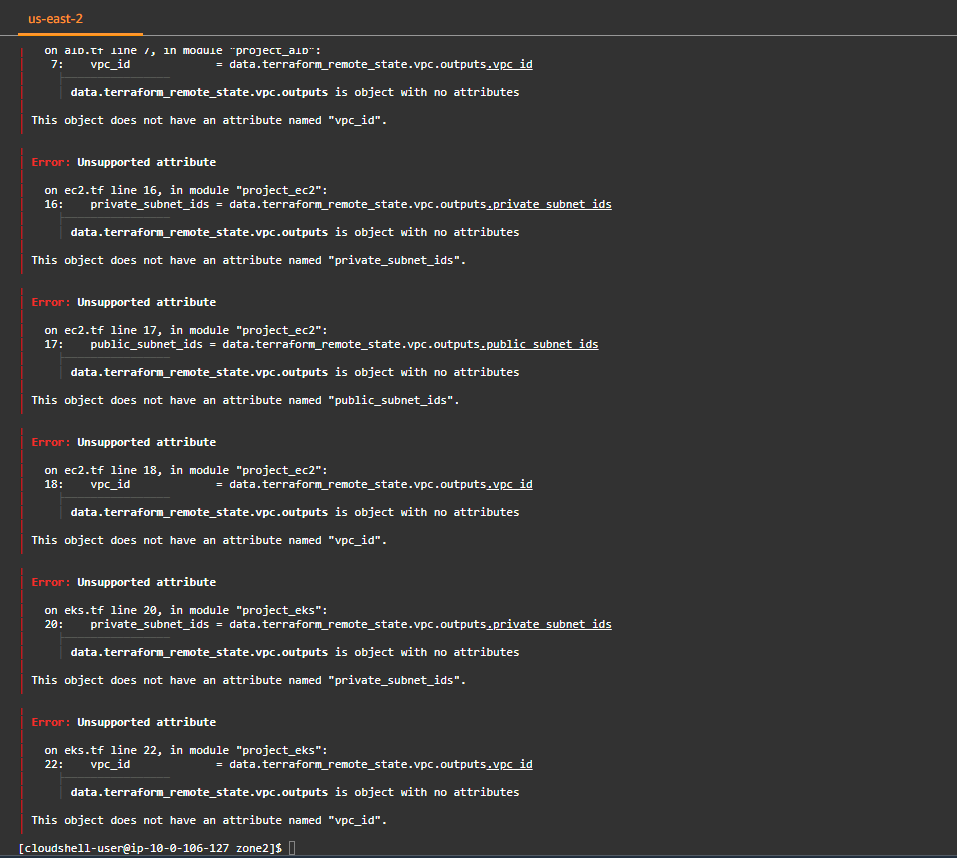 us-east-2
on alb.tf line 7, in module "project_alb":
7: vpc_id = data.terraform_remote_state.vpc.outputs.vpc_id
data.terraform_remote_state.vpc.outputs is object with no attributes
This object does not have an attribute named "vpc_id".
Error: Unsupported attribute
on ec2.tf line 16, in module "project_ec2":
16: private_subnet_ids = data.terraform_remote_state.vpc.outputs.private_subnet_ids
data.terraform_remote_state.vpc.outputs is object with no attributes
This object does not have an attribute named "private_subnet_ids".
Error: Unsupported attribute
on ec2.tf line 17, in module "project_ec2":
17: public_subnet_ids = data.terraform_remote_state.vpc.outputs.public_subnet_ids
data.terraform_remote_state.vpc.outputs is object with no attributes
This object does not have an attribute named "public_subnet_ids".
Error: Unsupported attribute
on ec2.tf line 18, in module "project_ec2":
18: vpc_id = data.terraform_remote_state.vpc.outputs.vpc_id
data.terraform_remote_state.vpc.outputs is object with no attributes
This object does not have an attribute named "vpc_id".
Error: Unsupported attribute
on eks.tf line 20, in module "project_eks":
20: private_subnet_ids = data.terraform_remote_state.vpc.outputs.private_subnet_ids
data.terraform_remote_state.vpc.outputs is object with no attributes
This object does not have an attribute named "private_subnet_ids".
Error: Unsupported attribute
on eks.tf line 22, in module "project_eks":
22: vpc_id = data.terraform_remote_state.vpc.outputs.vpc_id
data.terraform_remote_state.vpc.outputs is object with no attributes
This object does not have an attribute named "vpc_id".
[cloudshell-user@ip-10-0-106-127 zone2]$